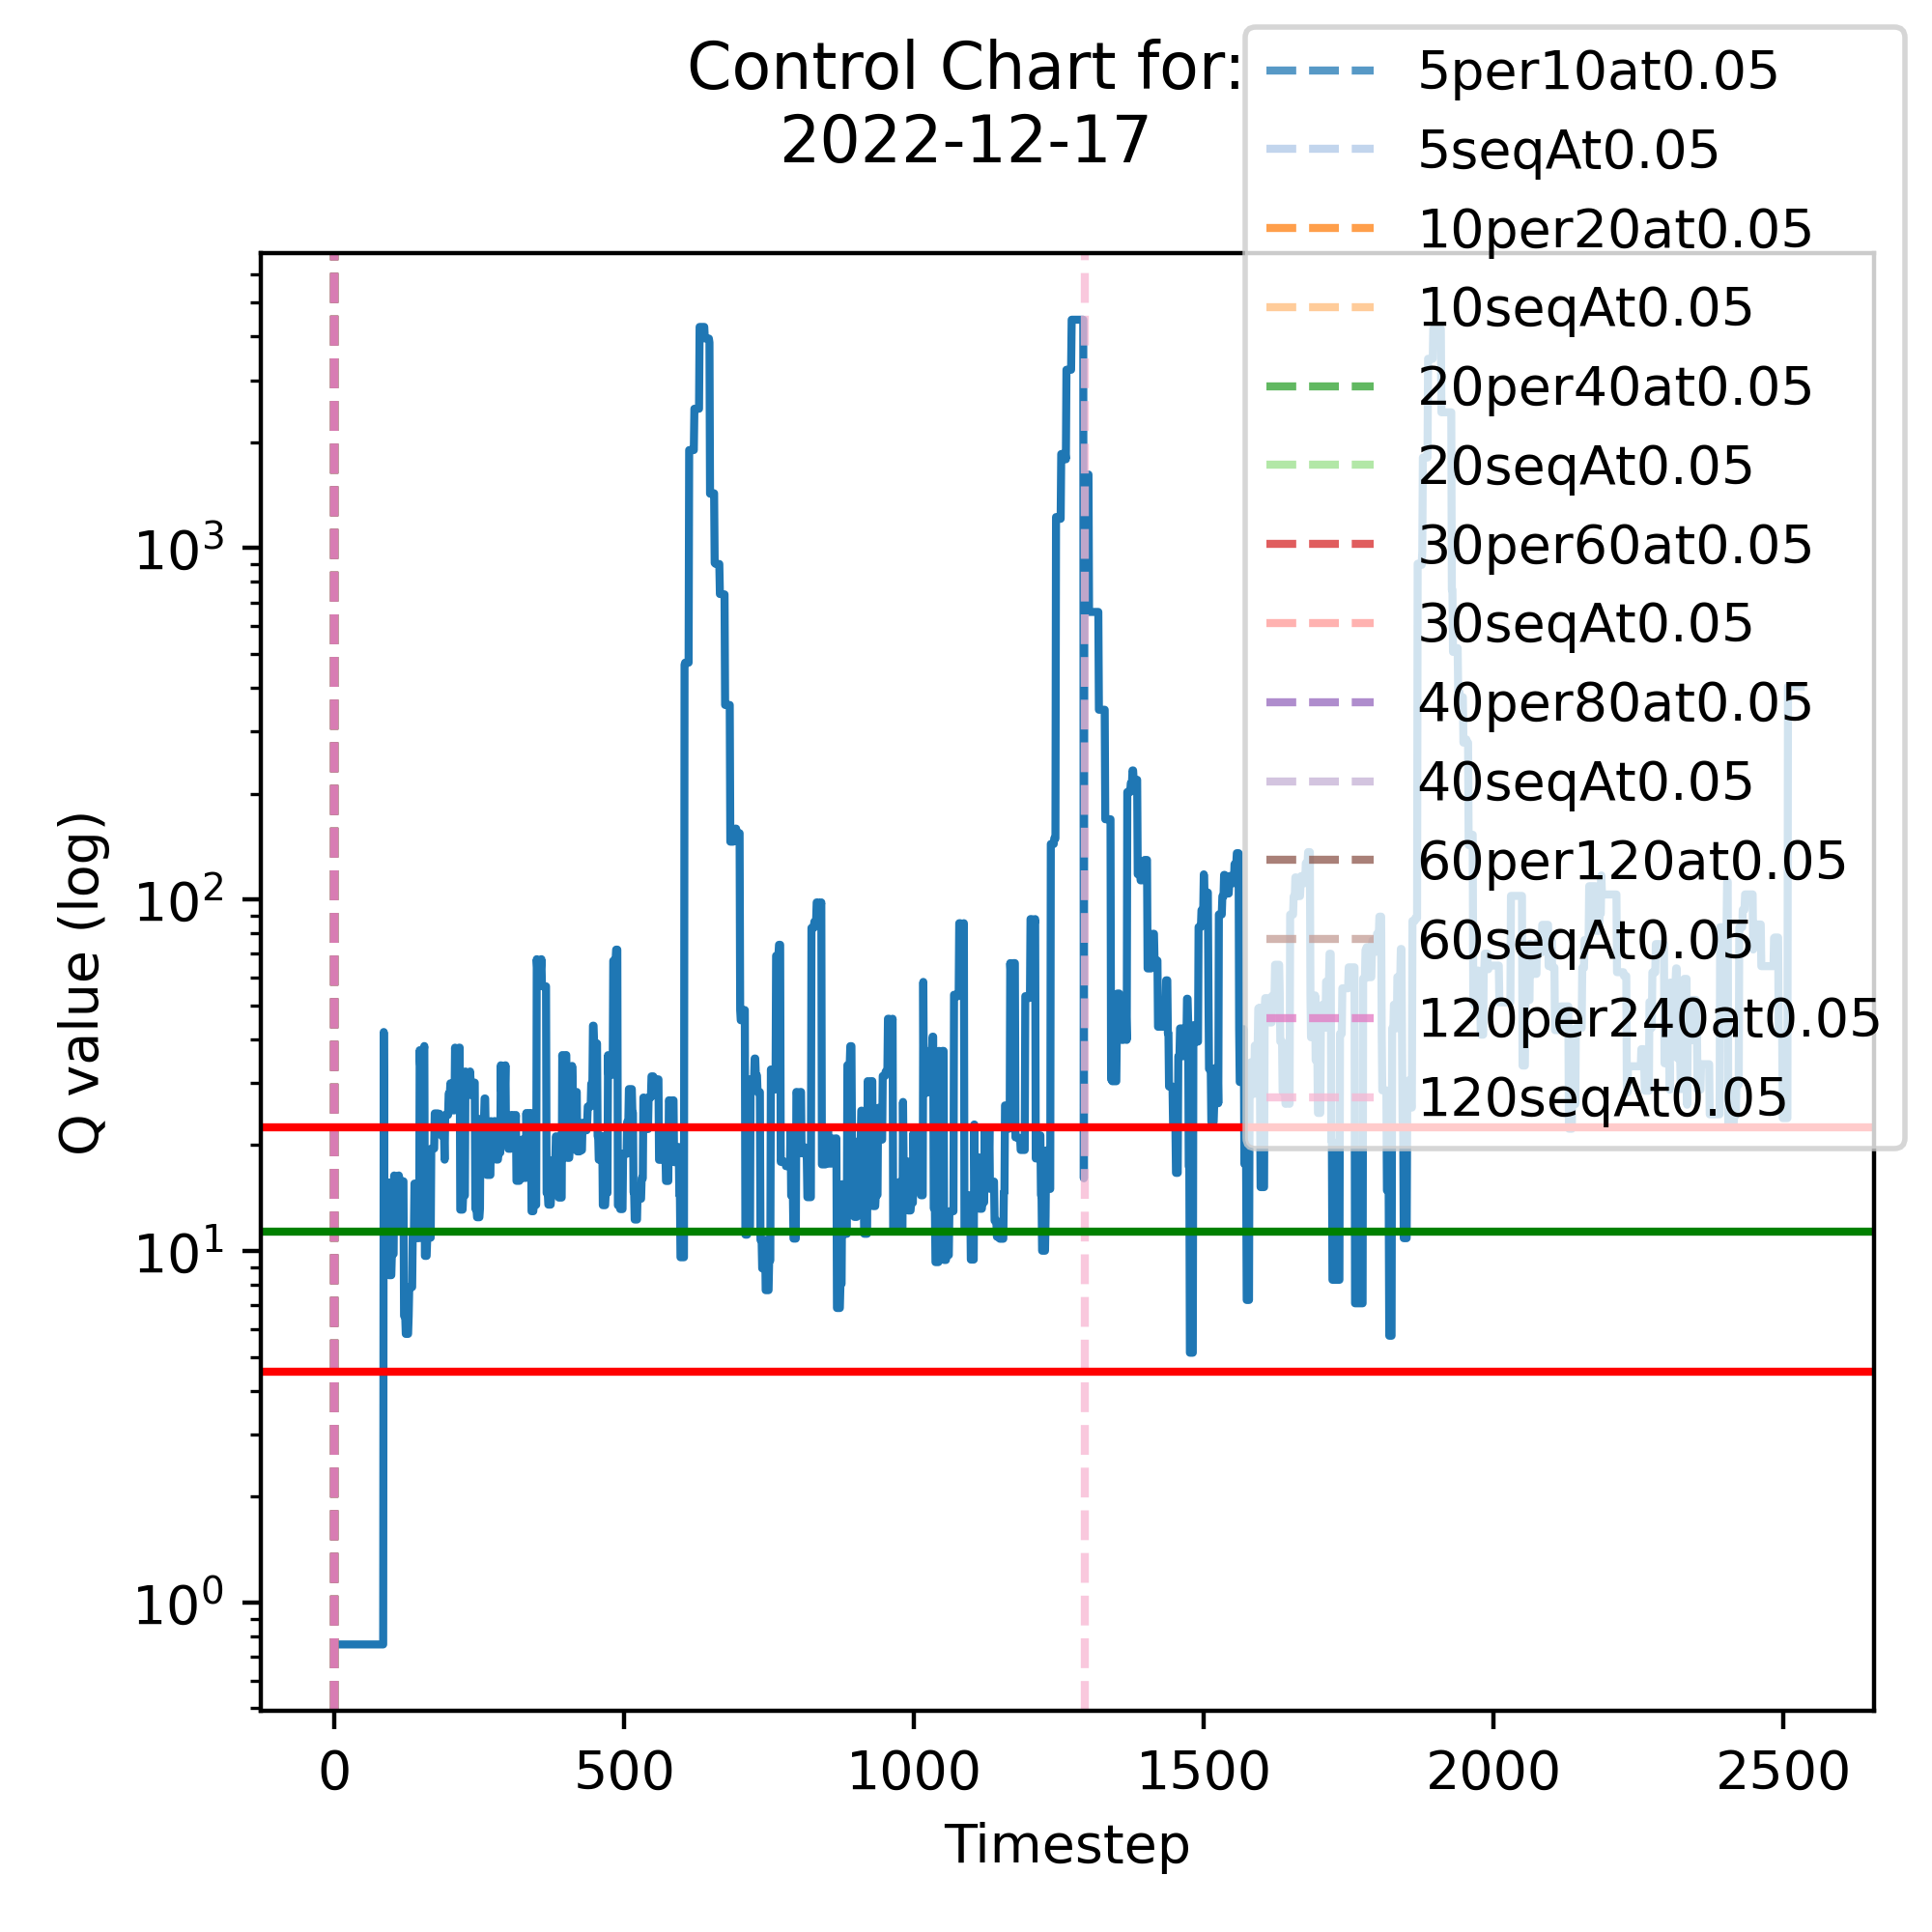 Control Chart for:
2022-12-17
5per10at0.05
5seqAt0.05
10per20at0.05
10seqAt0.05
20per40at0.05
20seqAt0.05
30per60at0.05
30seqAt0.05
40per80at0.05
40seqAt0.05
60per120at0.05
60seqAt0.05
120per240at0.05
120seqAt0.05
Q value (log)
10³
10²
10¹
10⁰
0 500 1000 1500 2000 2500
Timestep